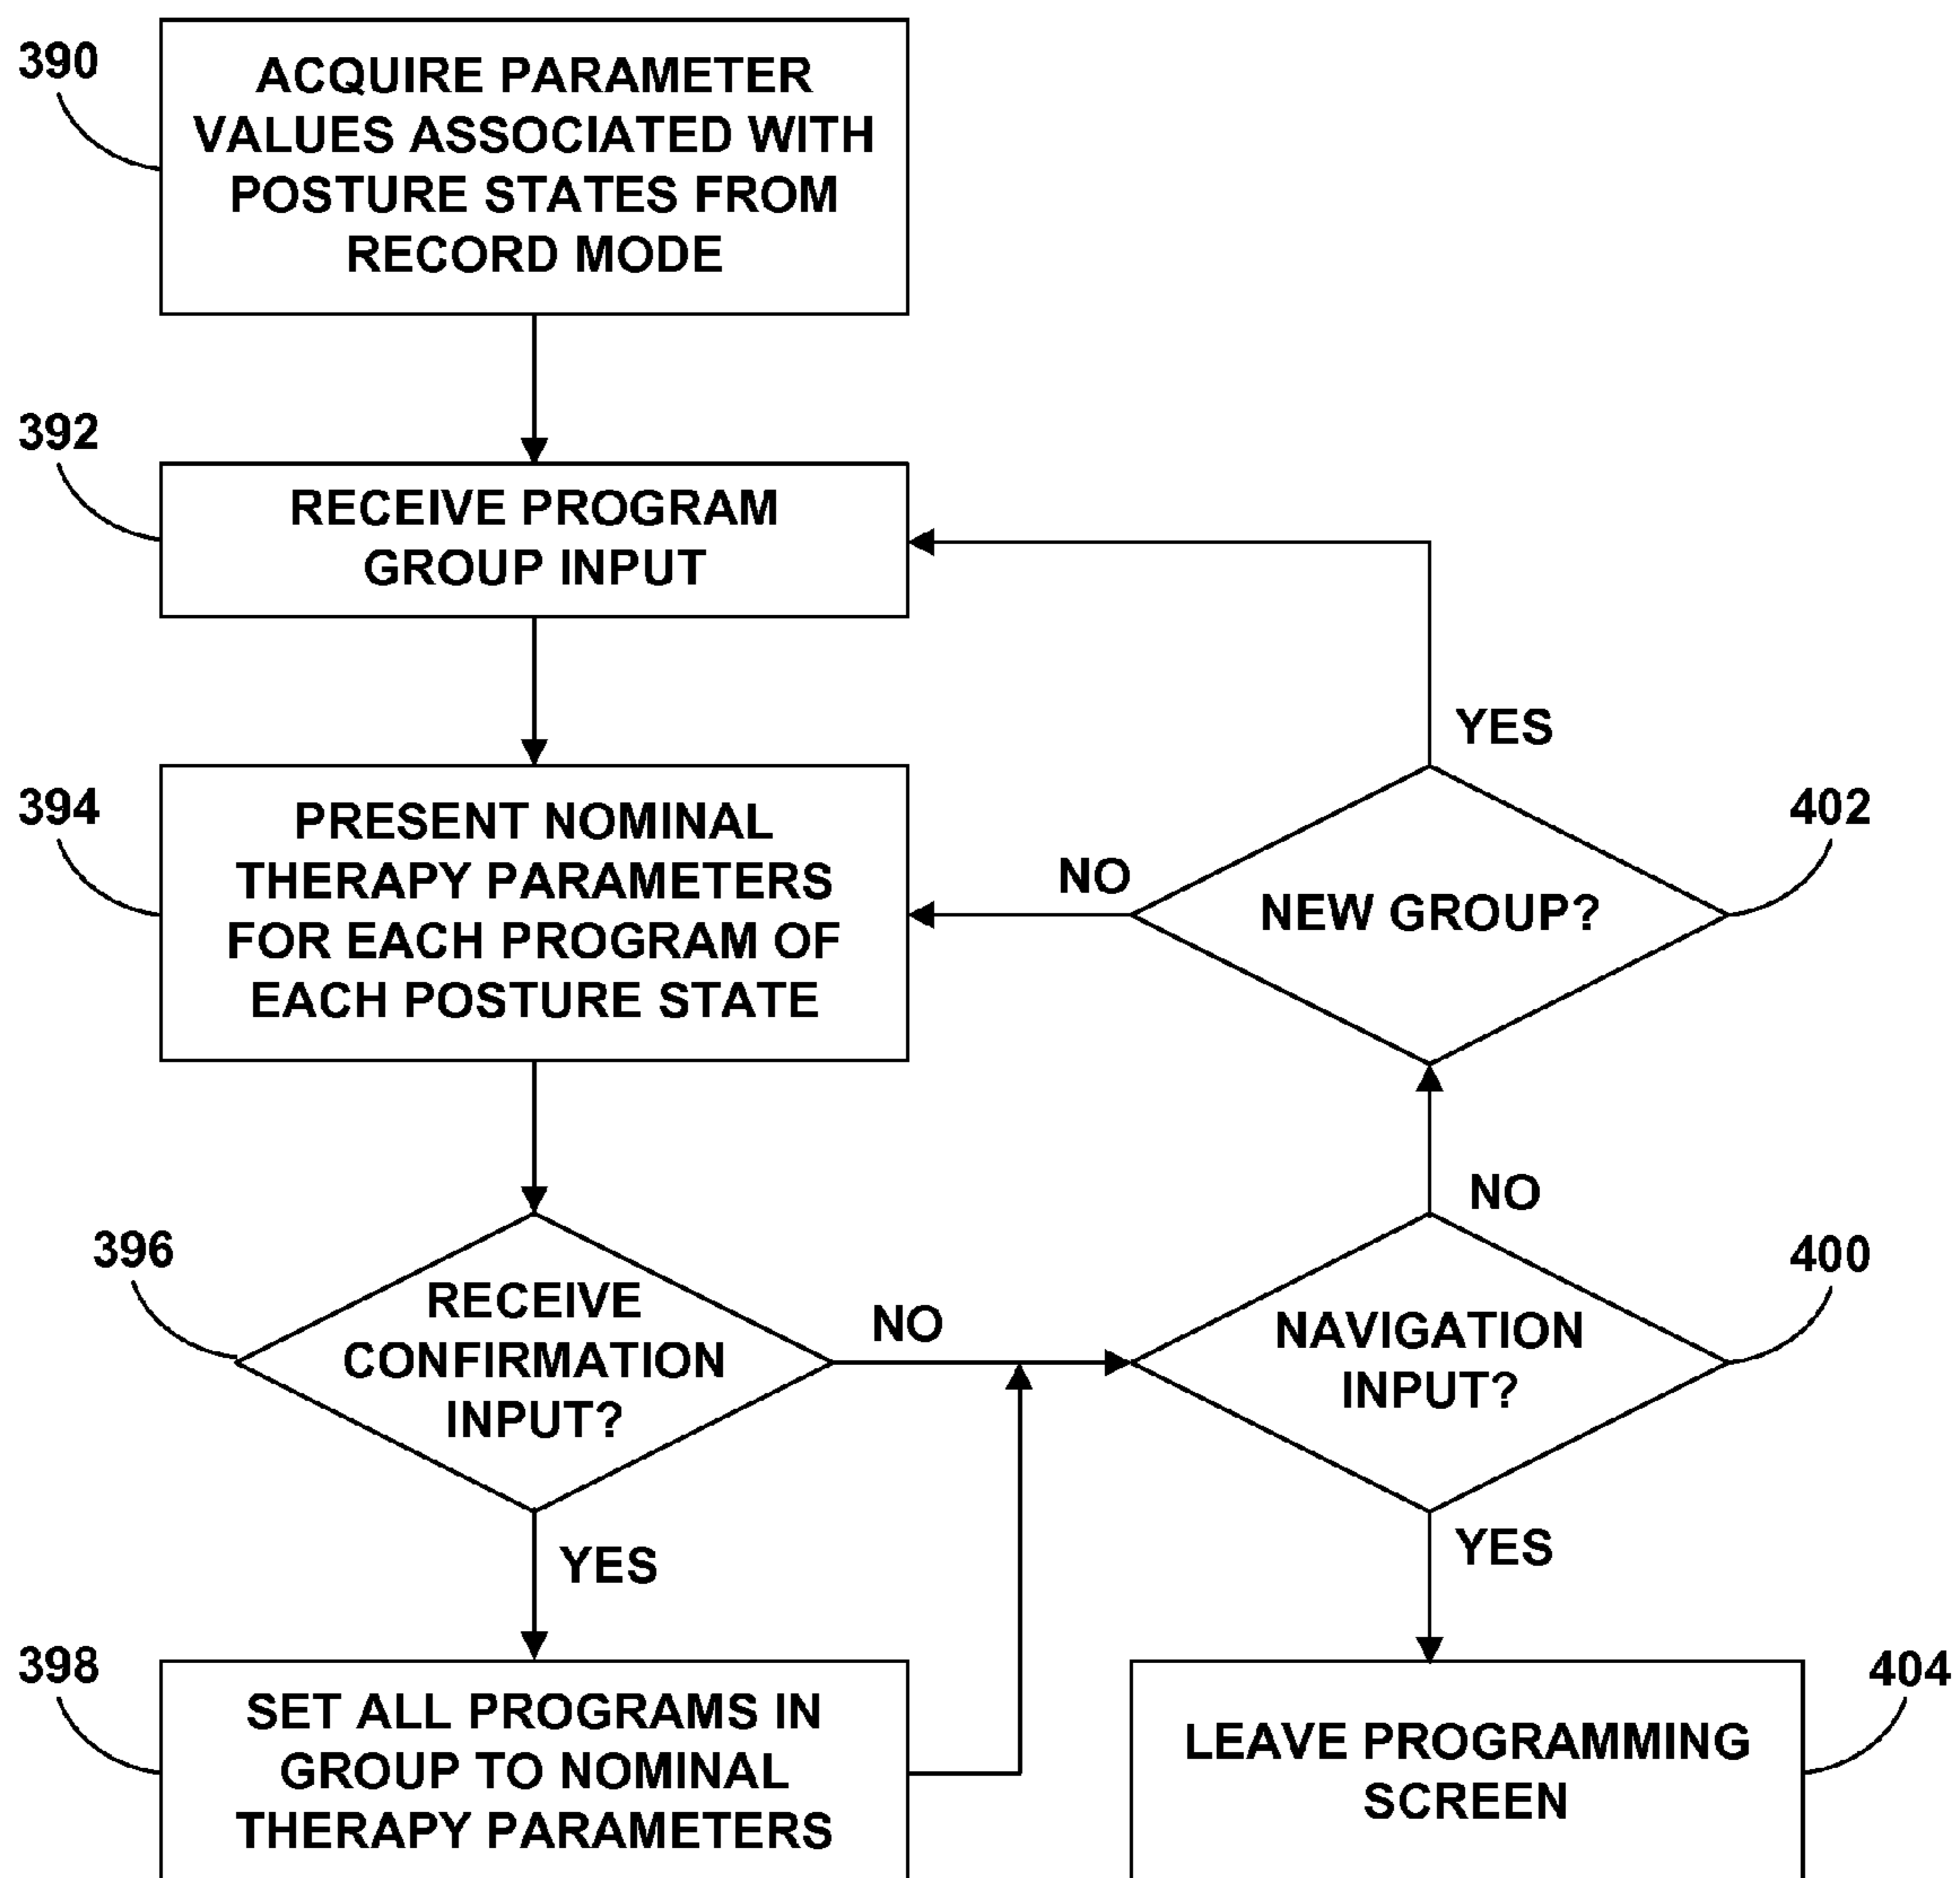 390
ACQUIRE PARAMETER
VALUES ASSOCIATED WITH
POSTURE STATES FROM
RECORD MODE
392
RECEIVE PROGRAM
GROUP INPUT
YES
394
PRESENT NOMINAL
THERAPY PARAMETERS
FOR EACH PROGRAM OF
EACH POSTURE STATE
NO
NEW GROUP?
402
NO
396
RECEIVE
CONFIRMATION
INPUT?
NO
NAVIGATION
INPUT?
400
YES
YES
398
SET ALL PROGRAMS IN
GROUP TO NOMINAL
THERAPY PARAMETERS
LEAVE PROGRAMMING
SCREEN
404